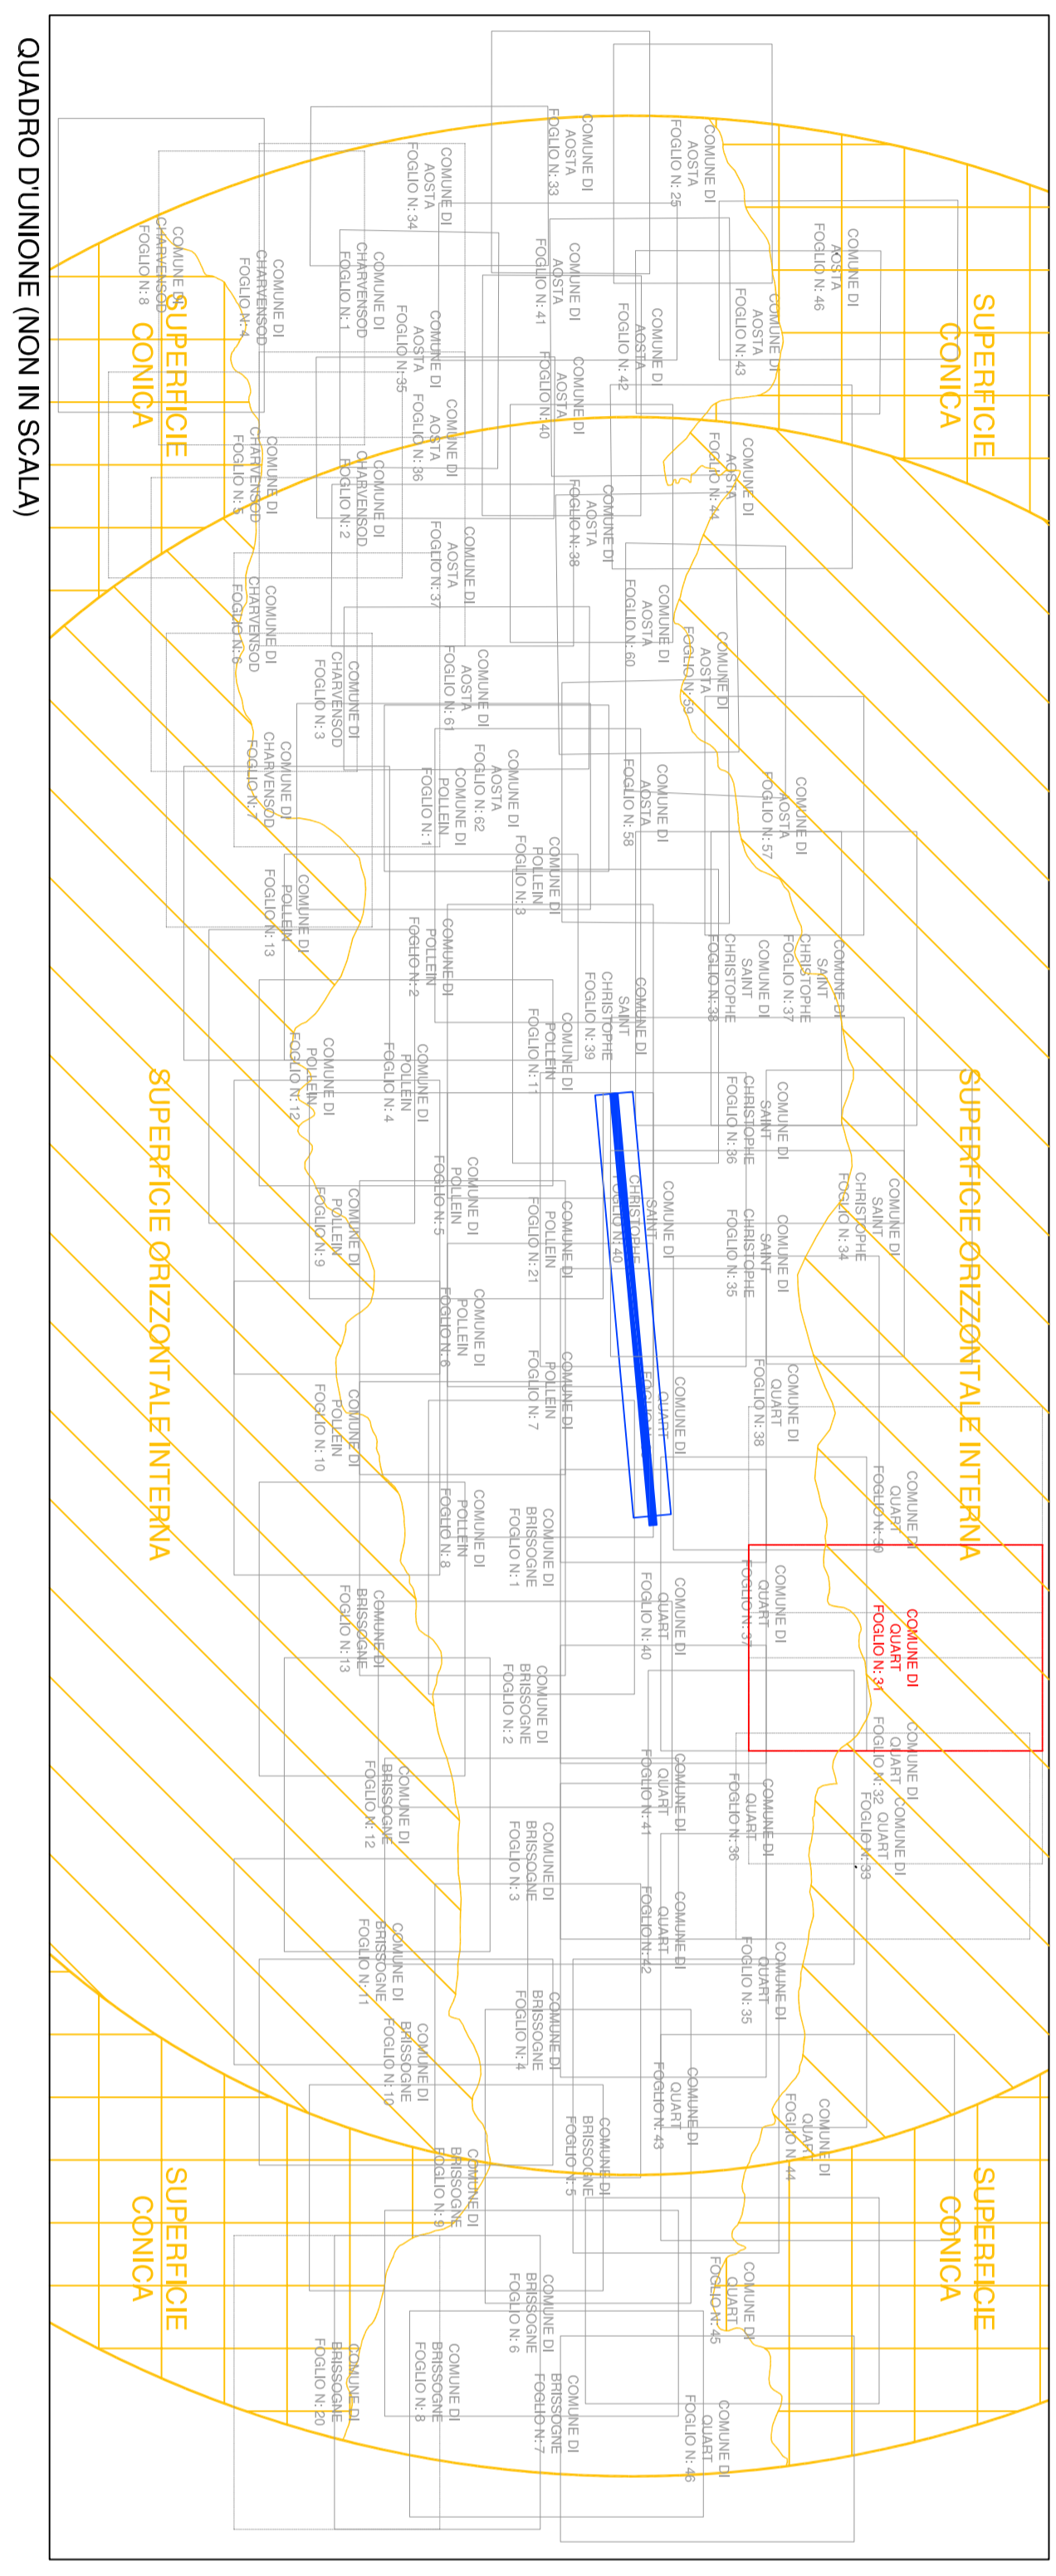 SUPERFICIE
CONICA
SUPERFICIE ORIZZONTALE INTERNA
SUPERFICIE
CONICA
COMUNE DI
QUART
FOGLIO N: 30
COMUNE DI
QUART
FOGLIO N: 31
COMUNE DI
QUART
FOGLIO N: 32
COMUNE DI
QUART
FOGLIO N: 33
COMUNE DI
SAINT
CHRISTOPHE
FOGLIO N: 34
COMUNE DI
AOSTA
FOGLIO N: 46
COMUNE DI
SAINT
CHRISTOPHE
FOGLIO N: 37
COMUNE DI
QUART
FOGLIO N: 44
COMUNE DI
AOSTA
FOGLIO N: 57
COMUNE DI
QUART
FOGLIO N: 38
COMUNE DI
SAINT
CHRISTOPHE
FOGLIO N: 36
COMUNE DI
SAINT
CHRISTOPHE
FOGLIO N: 35
COMUNE DI
QUART
FOGLIO N: 37
COMUNE DI
QUART
FOGLIO N: 35
COMUNE DI
AOSTA
FOGLIO N: 43
COMUNE DI
SAINT
CHRISTOPHE
FOGLIO N: 38
COMUNE DI
QUART
FOGLIO N: 36
COMUNE DI
AOSTA
FOGLIO N: 44
COMUNE DI
QUART
FOGLIO N: 45
COMUNE DI
AOSTA
FOGLIO N: 59
COMUNE DI
QUART
FOGLIO N: 46
COMUNE DI
AOSTA
FOGLIO N: 25
COMUNE DI
QUART
FOGLIO N: 43
COMUNE DI
QUART
COMUNE DI
QUART
FOGLIO N: 40
COMUNE DI
QUART
FOGLIO N: 41
COMUNE DI
QUART
FOGLIO N: 42
COMUNE DI
AOSTA
FOGLIO N: 42
COMUNE DI
AOSTA
FOGLIO N: 60
COMUNE DI
AOSTA
FOGLIO N: 58
COMUNE DI
SAINT
CHRISTOPHE
FOGLIO N: 40
COMUNE DI
SAINT
CHRISTOPHE
FOGLIO N: 39
COMUNE DI
AOSTA
FOGLIO N: 38
COMUNE DI
BRISSOGNE
FOGLIO N: 5
COMUNE DI
AOSTA
FOGLIO N: 33
COMUNE DI
AOSTA
FOGLIO N: 41
COMUNE DI
AOSTA
FOGLIO N: 40
COMUNE DI
POLLEIN
FOGLIO N: 11
COMUNE DI
POLLEIN
FOGLIO N: 21
COMUNE DI
POLLEIN
FOGLIO N: 7
COMUNE DI
BRISSOGNE
FOGLIO N: 7
COMUNE DI
POLLEIN
FOGLIO N: 3
COMUNE DI
BRISSOGNE
FOGLIO N: 1
COMUNE DI
BRISSOGNE
FOGLIO N: 2
COMUNE DI
BRISSOGNE
FOGLIO N: 3
COMUNE DI
BRISSOGNE
FOGLIO N: 4
COMUNE DI
BRISSOGNE
FOGLIO N: 6
COMUNE DI
AOSTA
FOGLIO N: 62
COMUNE DI
AOSTA
FOGLIO N: 61
COMUNE DI
AOSTA
FOGLIO N: 37
COMUNE DI
POLLEIN
FOGLIO N: 5
COMUNE DI
POLLEIN
FOGLIO N: 6
COMUNE DI
POLLEIN
FOGLIO N: 8
COMUNE DI
BRISSOGNE
FOGLIO N: 9
COMUNE DI
POLLEIN
FOGLIO N: 1
COMUNE DI
AOSTA
FOGLIO N: 34
COMUNE DI
AOSTA
FOGLIO N: 35
COMUNE DI
AOSTA
FOGLIO N: 36
COMUNE DI
POLLEIN
FOGLIO N: 2
COMUNE DI
BRISSOGNE
FOGLIO N: 8
COMUNE DI
POLLEIN
FOGLIO N: 4
COMUNE DI
BRISSOGNE
FOGLIO N: 10
COMUNE DI
BRISSOGNE
FOGLIO N: 12
COMUNE DI
BRISSOGNE
FOGLIO N: 11
COMUNE DI
CHARVENSOD
FOGLIO N: 1
COMUNE DI
CHARVENSOD
FOGLIO N: 2
COMUNE DI
BRISSOGNE
FOGLIO N: 13
COMUNE DI
CHARVENSOD
FOGLIO N: 3
COMUNE DI
POLLEIN
FOGLIO N: 9
COMUNE DI
POLLEIN
FOGLIO N: 10
COMUNE DI
BRISSOGNE
FOGLIO N: 20
COMUNE DI
POLLEIN
FOGLIO N: 12
COMUNE DI
POLLEIN
FOGLIO N: 13
COMUNE DI
CHARVENSOD
FOGLIO N: 4
COMUNE DI
CHARVENSOD
FOGLIO N: 5
COMUNE DI
CHARVENSOD
FOGLIO N: 6
COMUNE DI
CHARVENSOD
FOGLIO N: 7
COMUNE DI
CHARVENSOD
FOGLIO N: 8
SUPERFICIE
CONICA
SUPERFICIE ORIZZONTALE INTERNA
SUPERFICIE
CONICA
QUADRO D'UNIONE (NON IN SCALA)